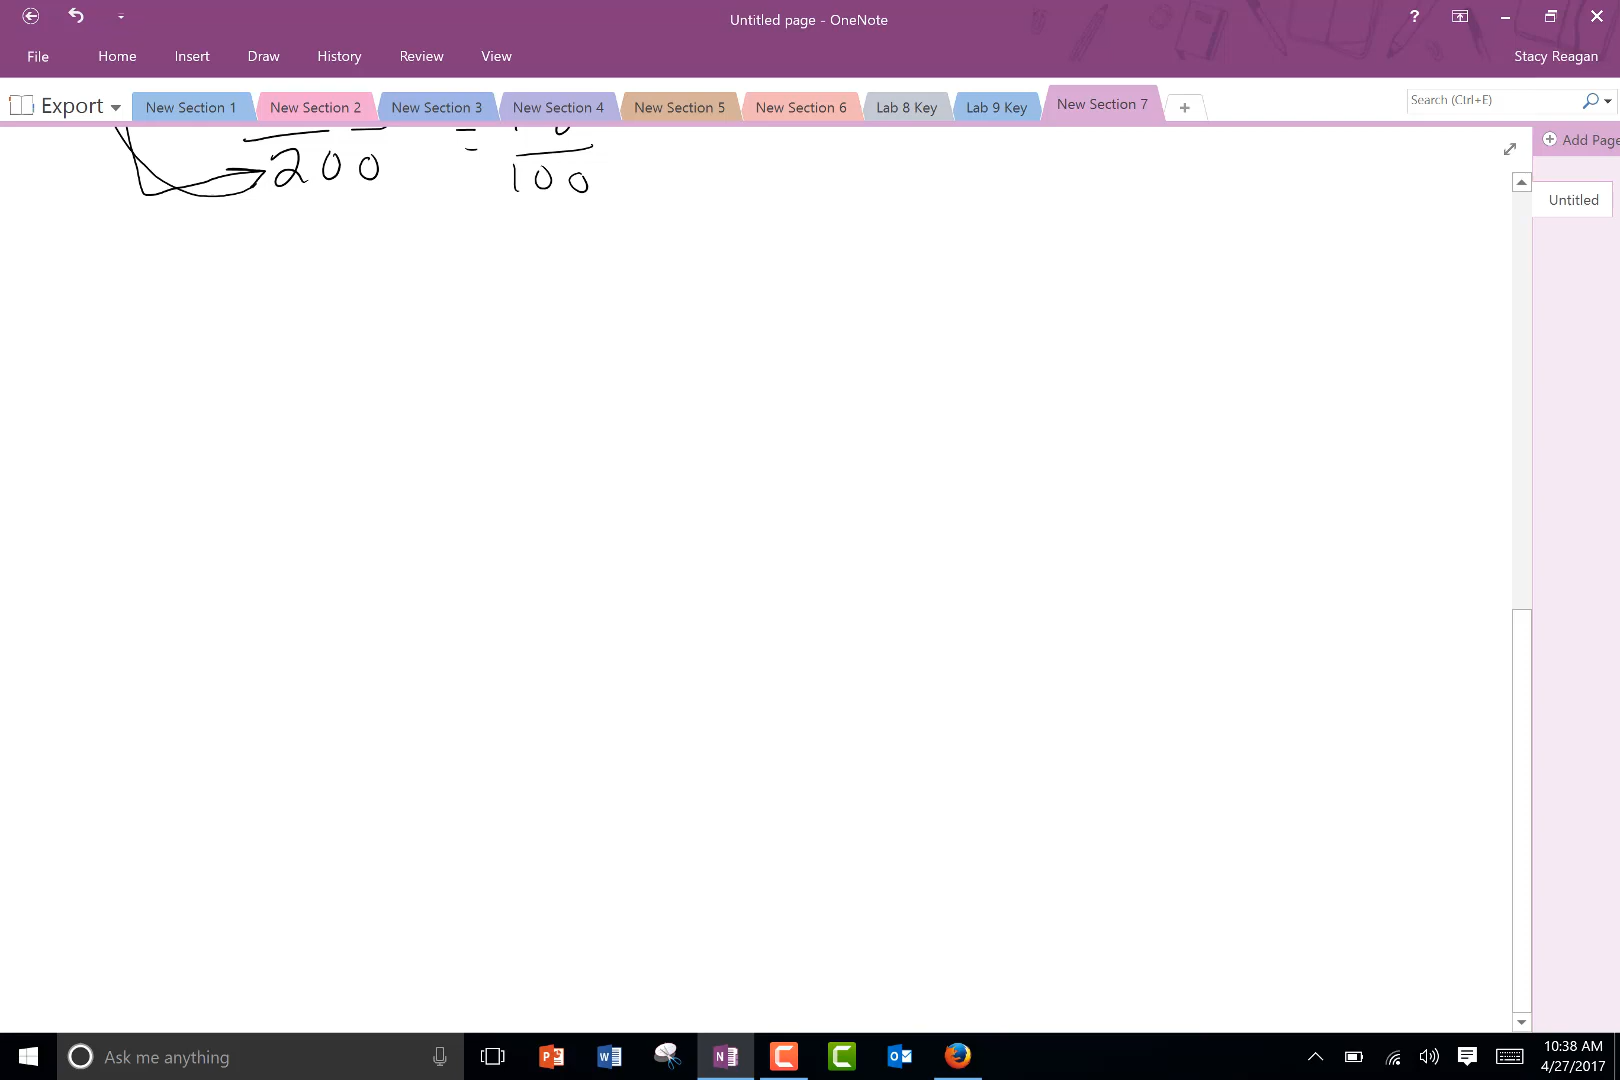 Untitled page - OneNote
?
File Home Insert Draw History Review View
Stacy Reagan
Export New Section 1 New Section 2 New Section 3 New Section 4 New Section 5 New Section 6 Lab 8 Key Lab 9 Key New Section 7 +
Search (Ctrl+E)
Add Page
Untitled
=
200 100
Ask me anything
10:38 AM
4/27/2017